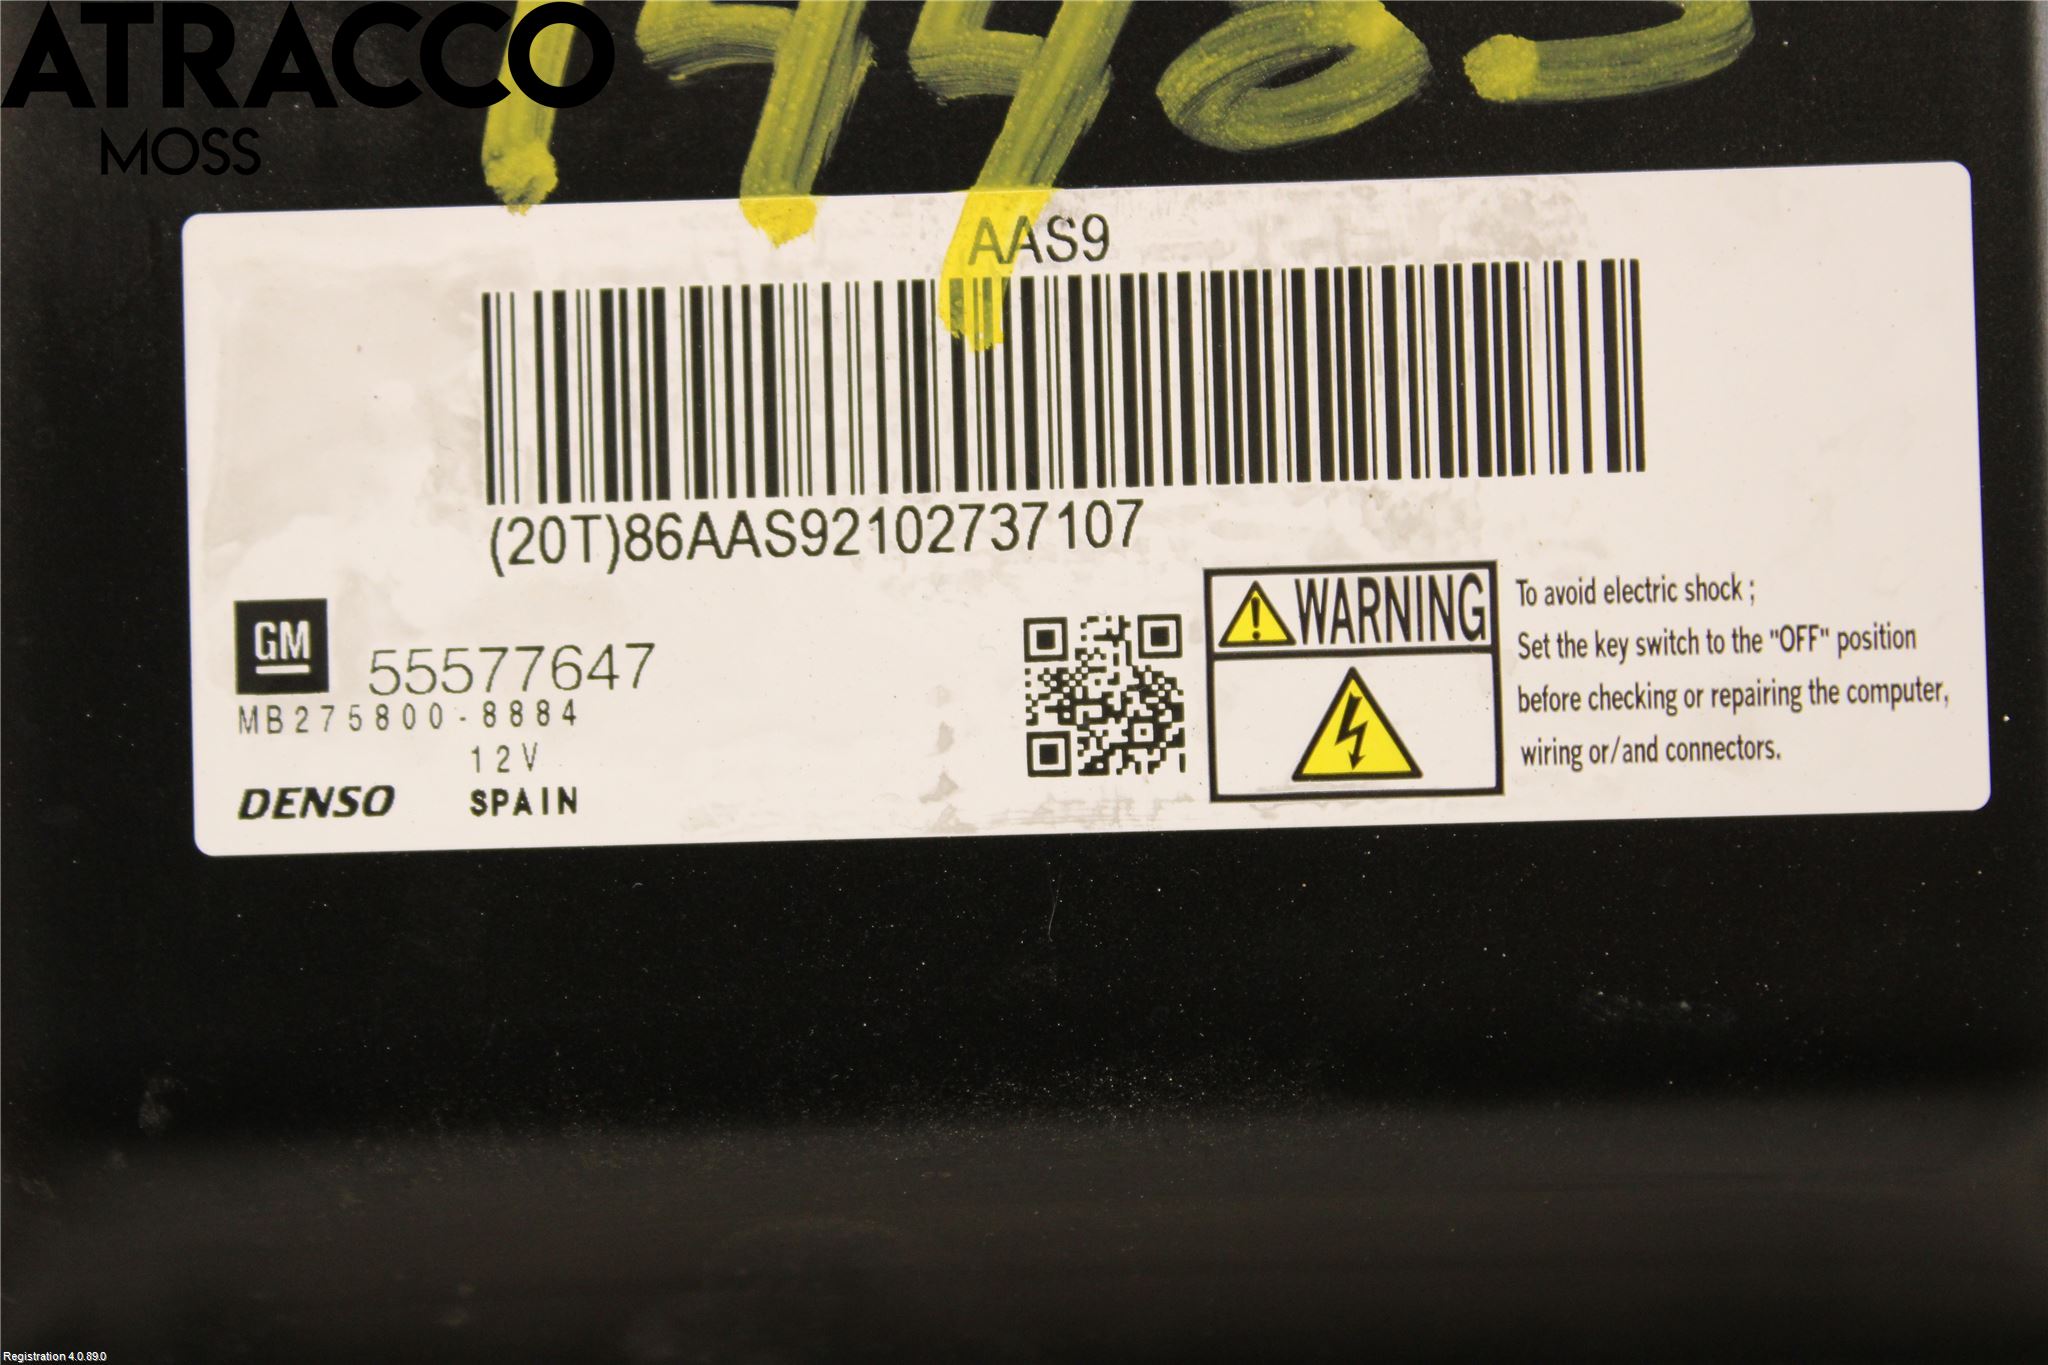 ATRACCO
MOSS
AAS9
(20T)86AAS92102737107
GM
55577647
MB275800-8884
12V
DENSO SPAIN
WARNING
To avoid electric shock ;
Set the key switch to the "OFF" position
before checking or repairing the computer,
wiring or/and connectors.
Registration 4.0.89.0